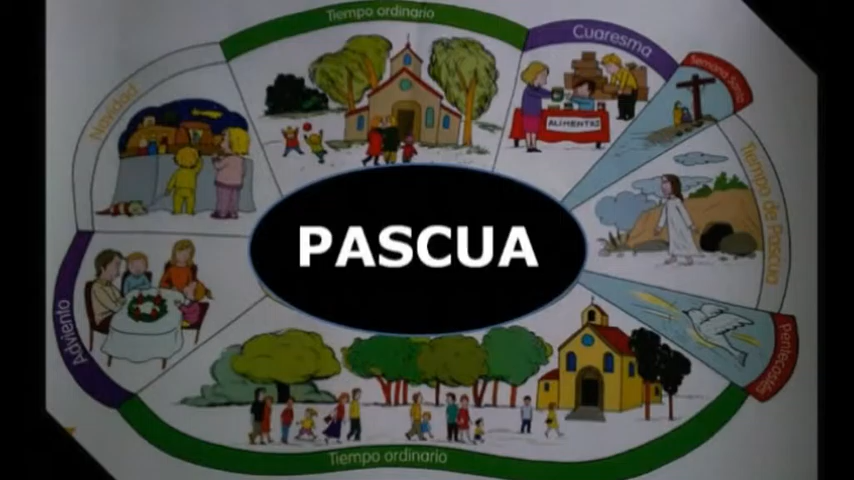 Tiempo ordinario
Cuaresma
Semana Santa
Navidad
ALIMENTOS
Tiempo de Pascua
PASCUA
Adviento
Pentecostés
Tiempo ordinario